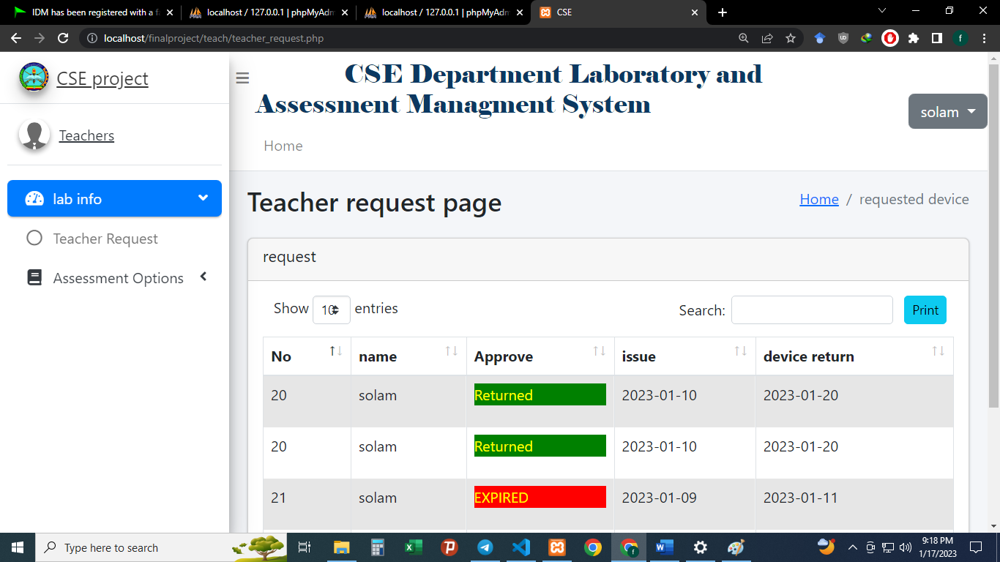 IDM has been registered with a fa
localhost / 127.0.0.1 | phpMyAdm
localhost / 127.0.0.1 | phpMyAdm
CSE
localhost/finalproject/teach/teacher_request.php
f
CSE project
CSE Department Laboratory and
Assessment Managment System
solam
Teachers
Home
lab info
Teacher request page
Home / requested device
Teacher Request
request
Assessment Options
Show 10 entries
Search:
Print
No name Approve issue device return
20 solam Returned 2023-01-10 2023-01-20
20 solam Returned 2023-01-10 2023-01-20
21 solam EXPIRED 2023-01-09 2023-01-11
Type here to search
9:18 PM
1/17/2023